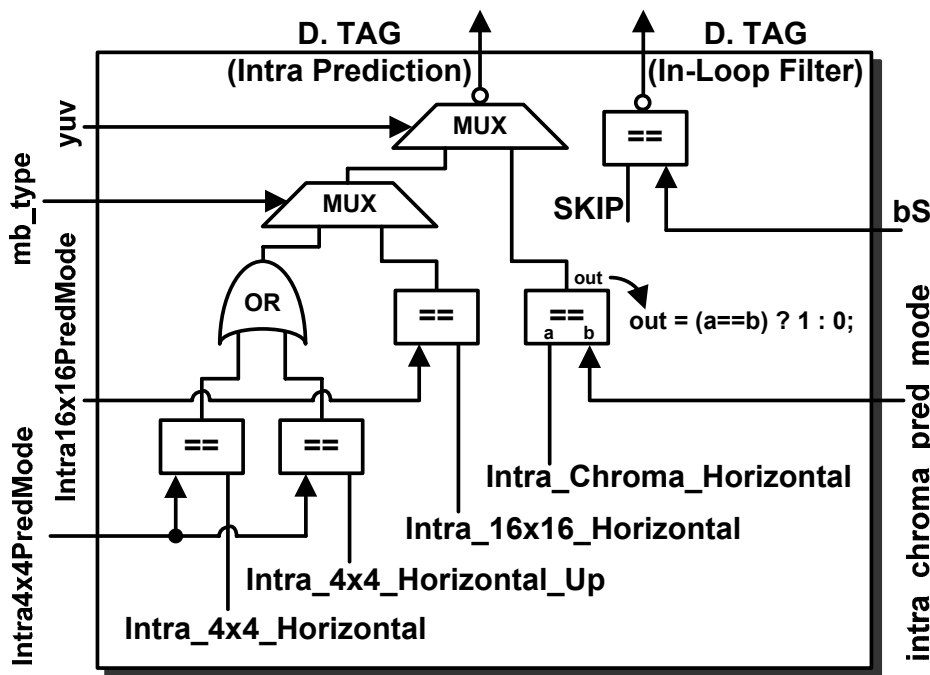 D. TAG
(Intra Prediction)
D. TAG
(In-Loop Filter)
yuv
MUX
==
mb_type
MUX
SKIP
bS
Intra16x16PredMode
OR
==
out
==
a b
out = (a==b) ? 1 : 0;
intra chroma pred mode
Intra4x4PredMode
==
==
Intra_Chroma_Horizontal
Intra_16x16_Horizontal
Intra_4x4_Horizontal_Up
Intra_4x4_Horizontal